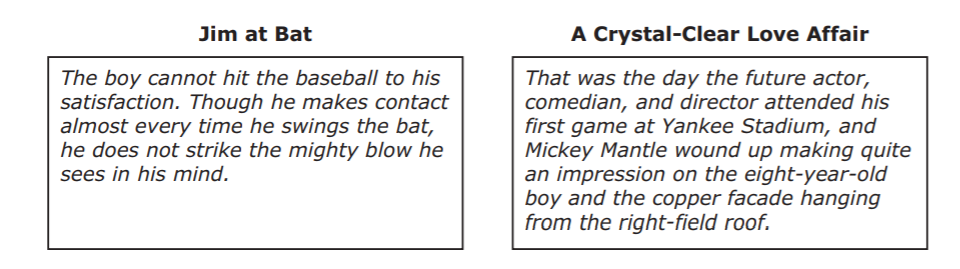 Jim at Bat
The boy cannot hit the baseball to his
satisfaction. Though he makes contact
almost every time he swings the bat,
he does not strike the mighty blow he
sees in his mind.
A Crystal-Clear Love Affair
That was the day the future actor,
comedian, and director attended his
first game at Yankee Stadium, and
Mickey Mantle wound up making quite
an impression on the eight-year-old
boy and the copper facade hanging
from the right-field roof.